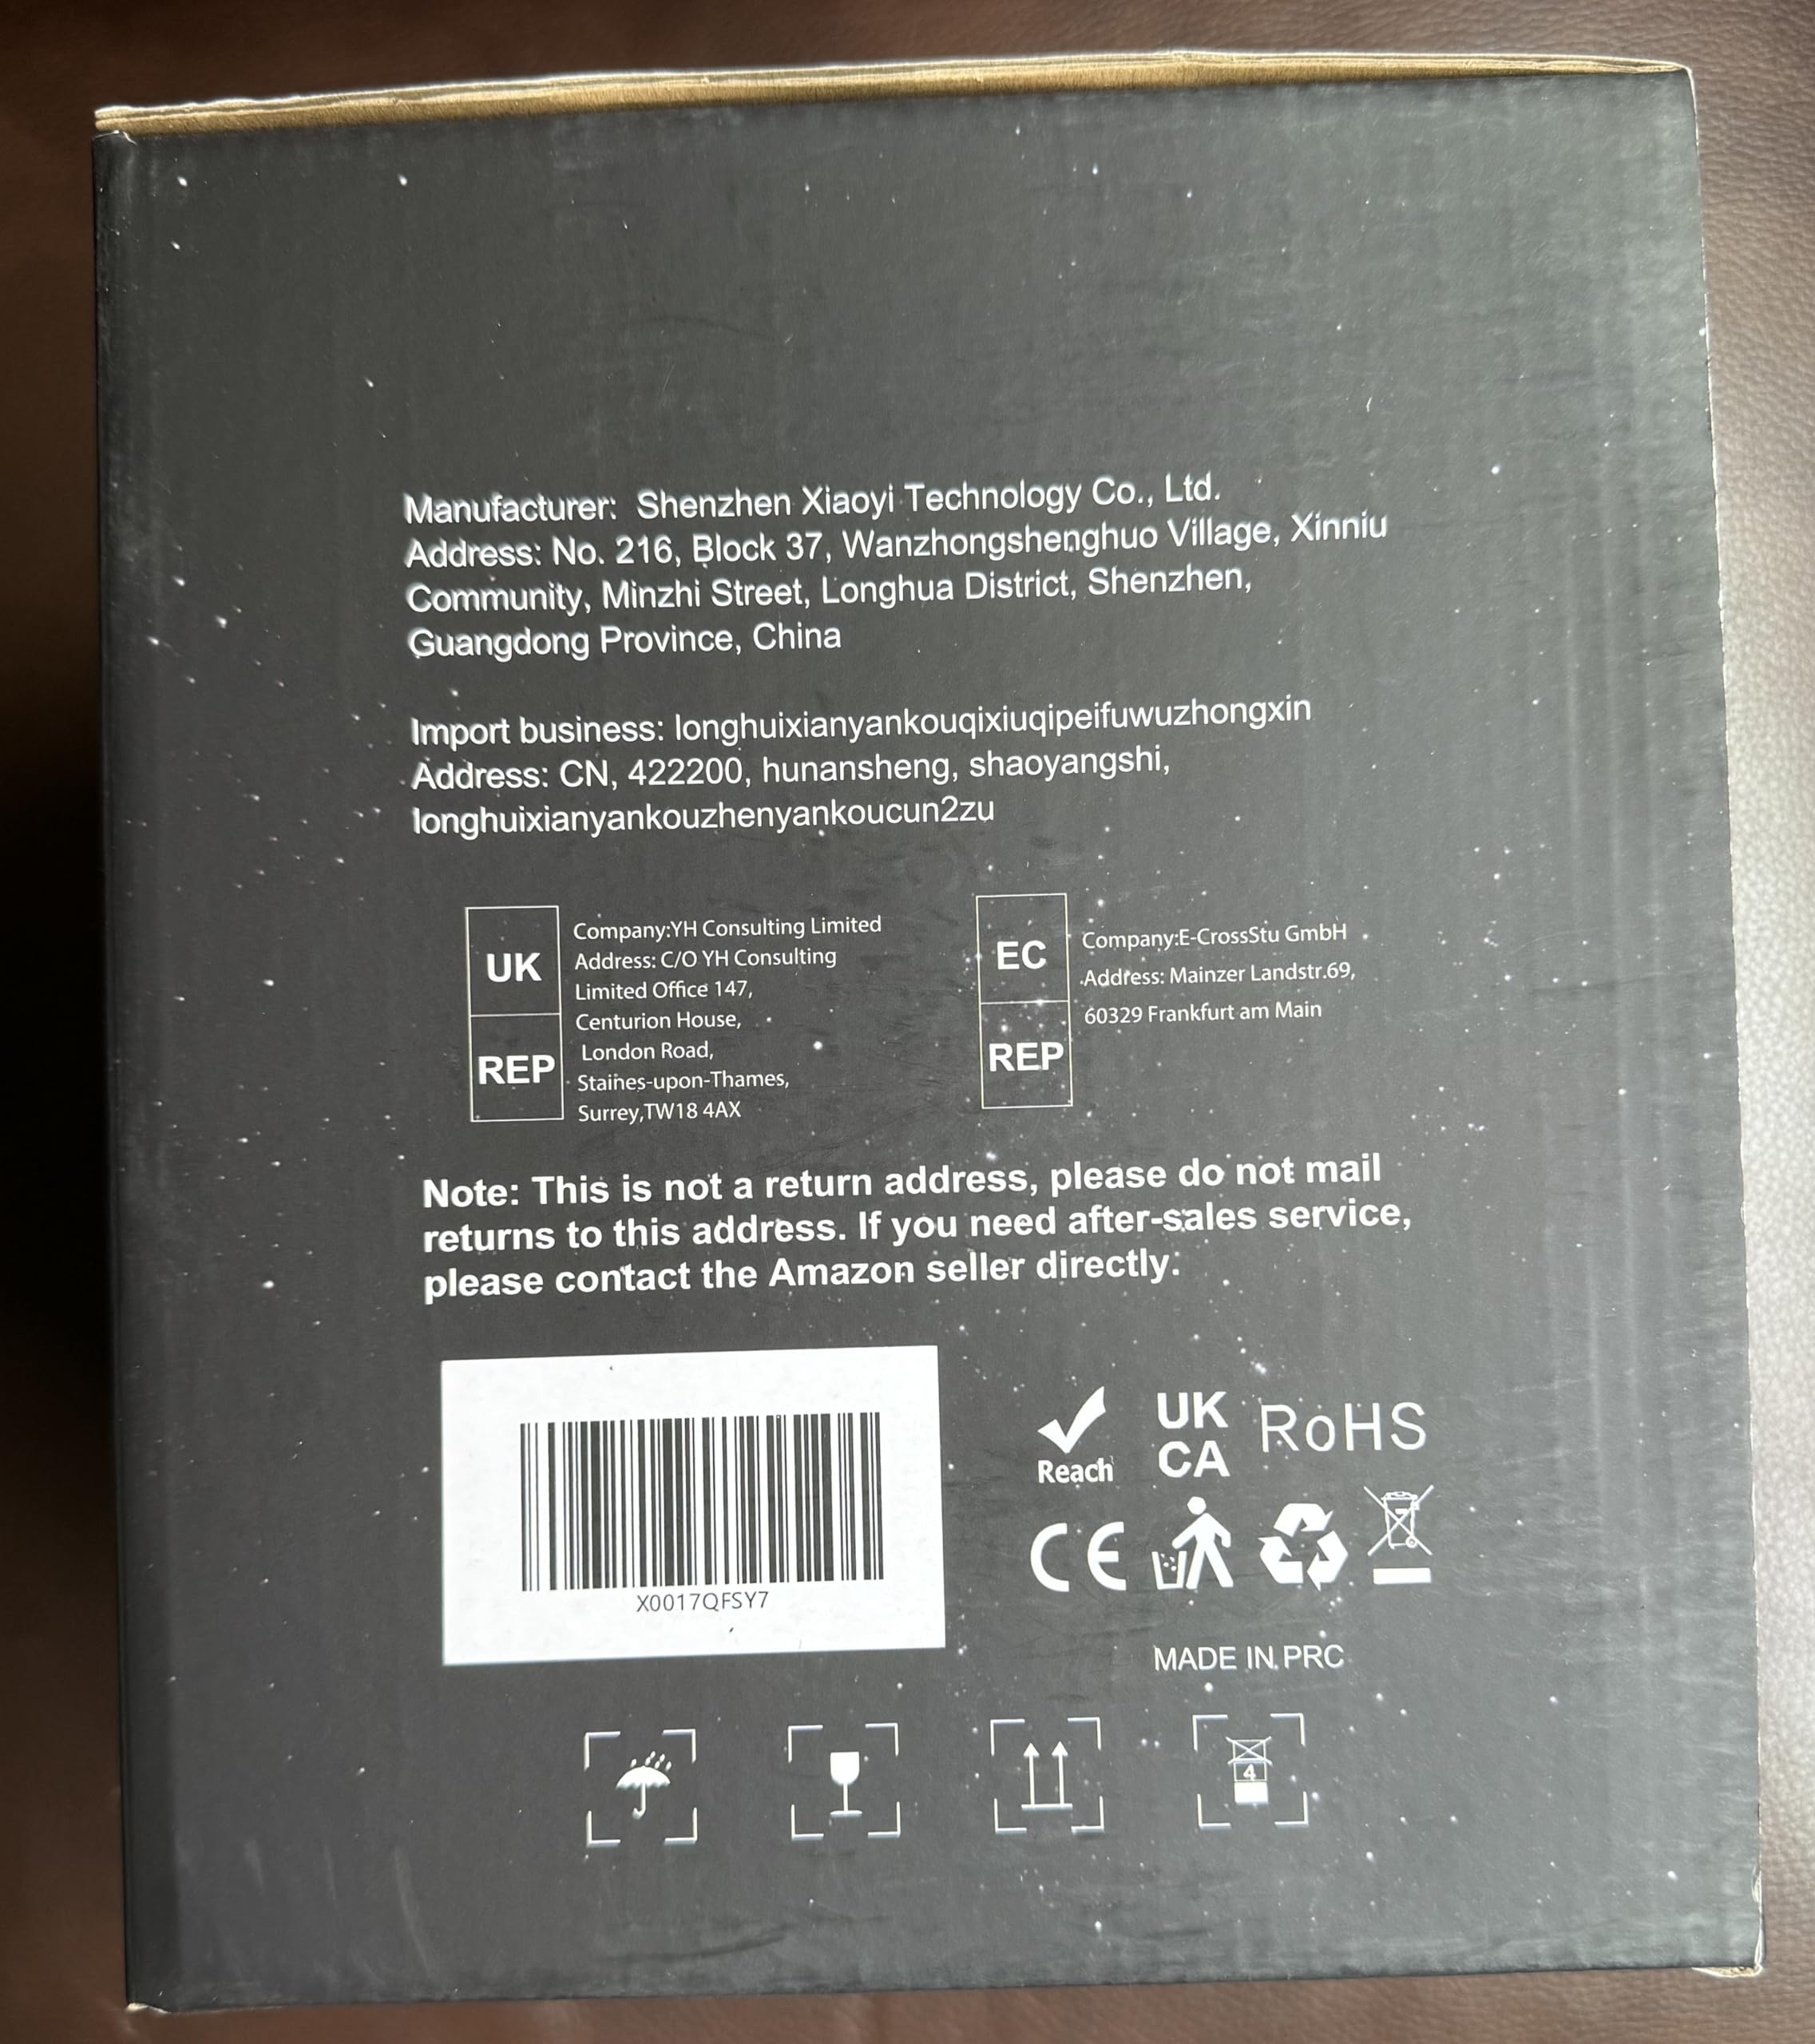 Manufacturer: Shenzhen Xiaoyi Technology Co., Ltd.
Address: No. 216, Block 37, Wanzhongshenghuo Village, Xinniu
Community, Minzhi Street, Longhua District, Shenzhen,
Guangdong Province, China
Import business: longhuixianyankouqixiuqipeifuwuzhongxin
Address: CN, 422200, hunansheng, shaoyangshi,
longhuixianyankouzhenyankoucun2zu
UK
REP
Company:YH Consulting Limited
Address: C/O YH Consulting
Limited Office 147,
Centurion House,
London Road,
Staines-upon-Thames,
Surrey,TW18 4AX
EC
REP
Company:E-CrossStu GmbH
Address: Mainzer Landstr.69,
60329 Frankfurt am Main
Note: This is not a return address, please do not mail
returns to this address. If you need after-sales service,
please contact the Amazon seller directly.
X0017QFSY7
Reach
UK
CA
RoHS
CE
MADE IN PRC
4